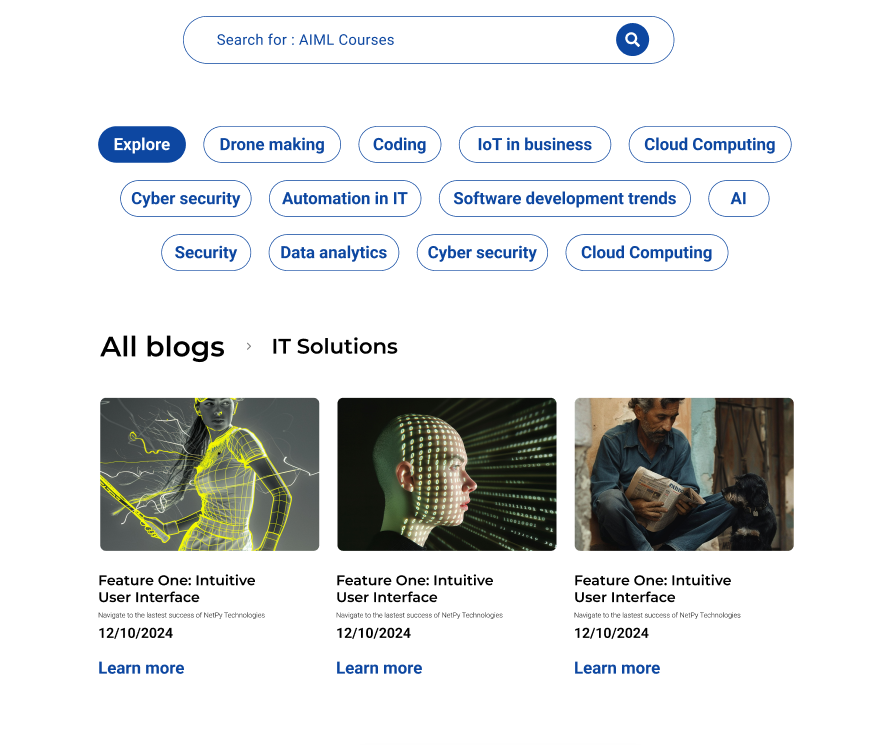 Search for : AIML Courses
Explore
Drone making
Coding
IoT in business
Cloud Computing
Cyber security
Automation in IT
Software development trends
AI
Security
Data analytics
Cyber security
Cloud Computing
All blogs > IT Solutions
Feature One: Intuitive
User Interface
Navigate to the lastest success of NetPy Technologies
12/10/2024
Learn more
Feature One: Intuitive
User Interface
Navigate to the lastest success of NetPy Technologies
12/10/2024
Learn more
Feature One: Intuitive
User Interface
Navigate to the lastest success of NetPy Technologies
12/10/2024
Learn more